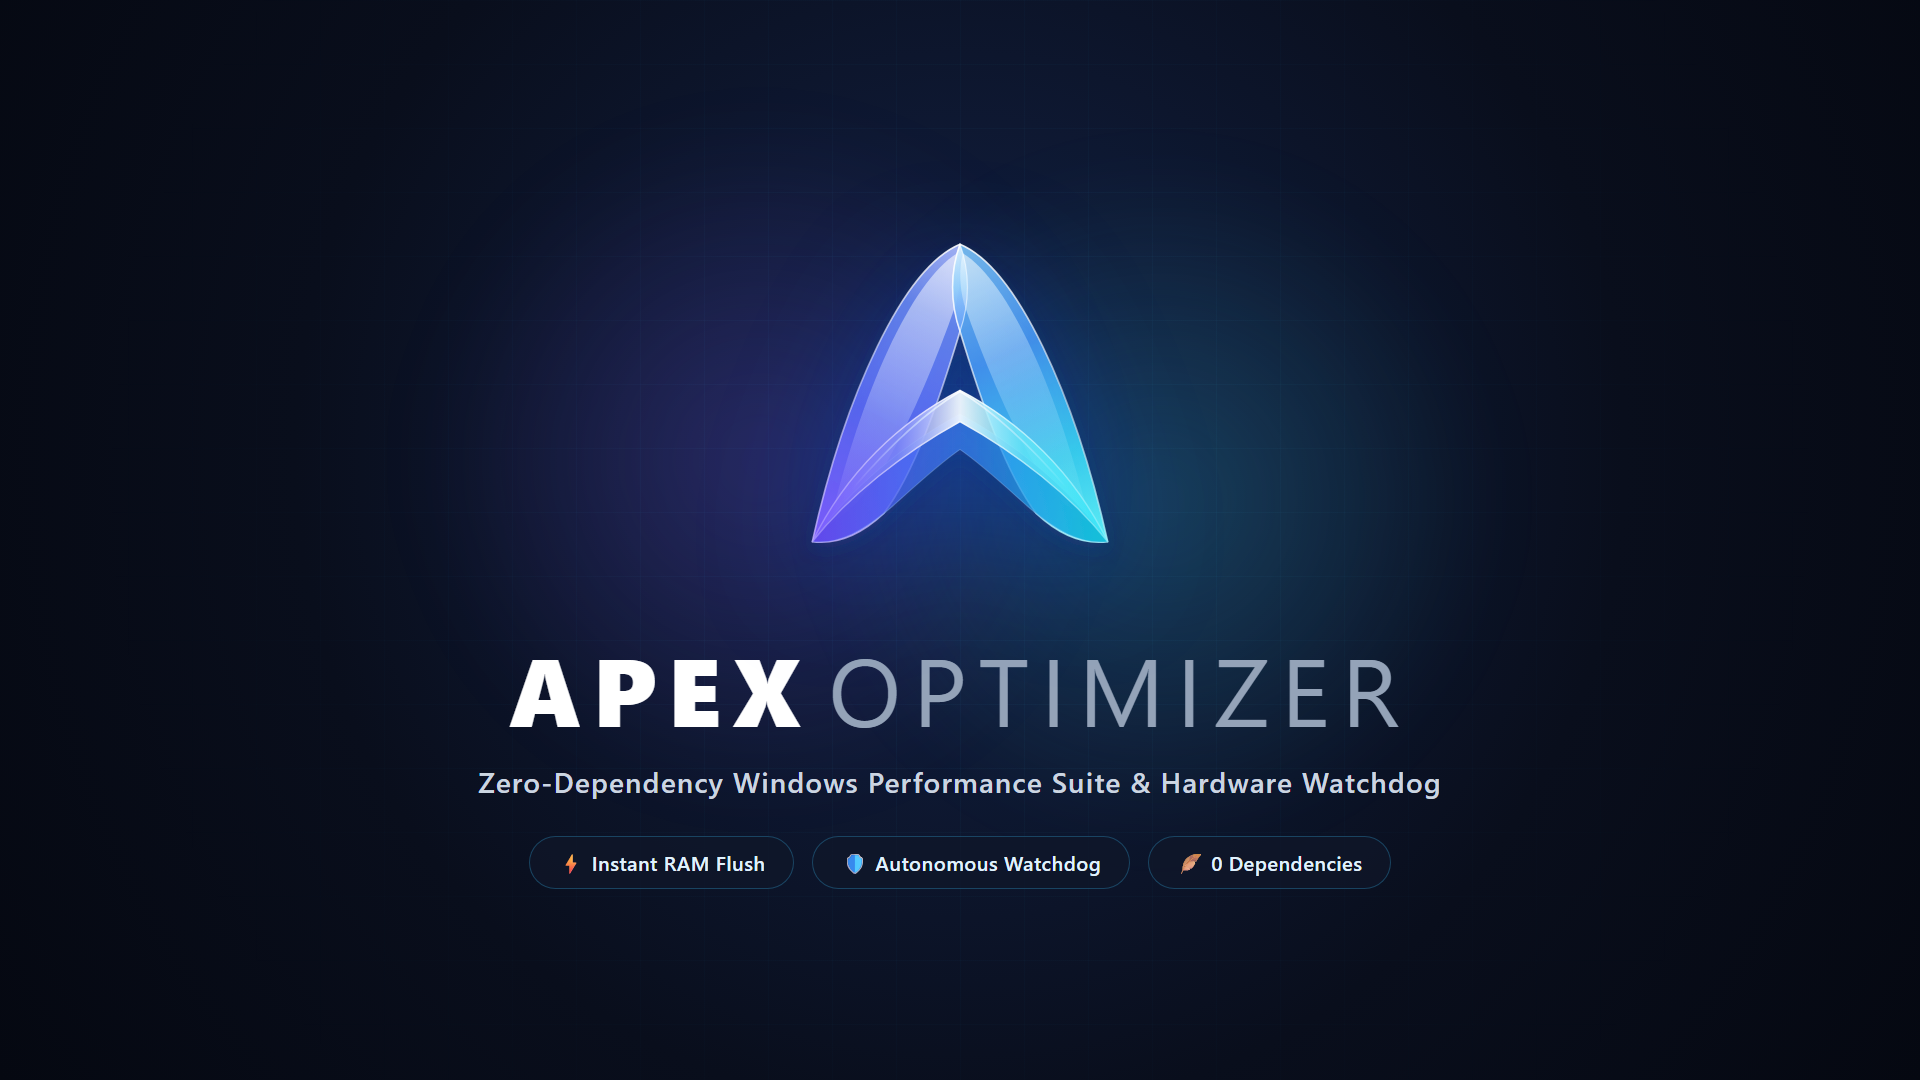 APEX OPTIMIZER
Zero-Dependency Windows Performance Suite & Hardware Watchdog
Instant RAM Flush
Autonomous Watchdog
0 Dependencies